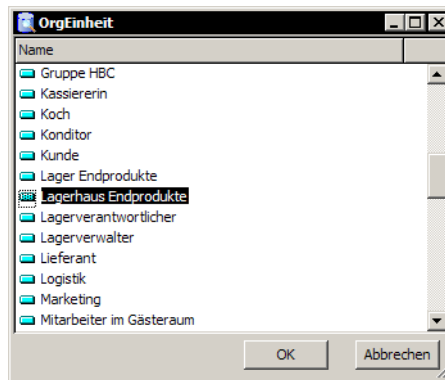 OrgEinheit
Name
Gruppe HBC
Kassiererin
Koch
Konditor
Kunde
Lager Endprodukte
Lagerhaus Endprodukte
Lagerverantwortlicher
Lagerverwalter
Lieferant
Logistik
Marketing
Mitarbeiter im Gästeraum
OK Abbrechen